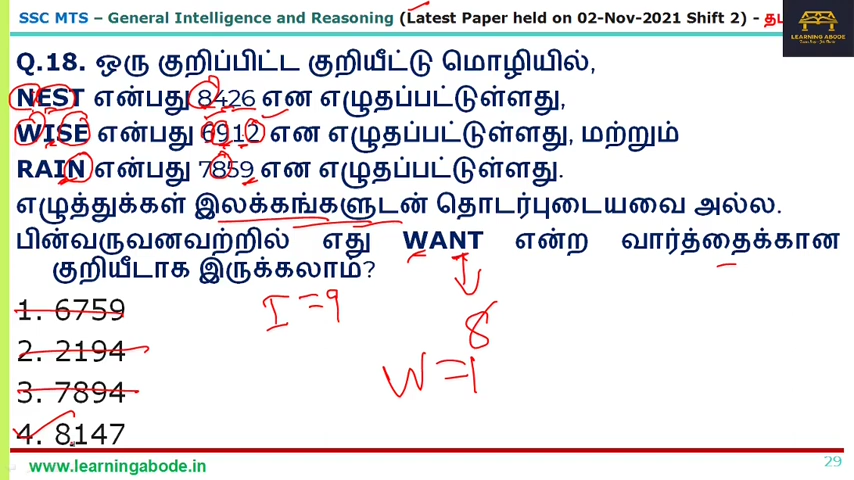 SSC MTS – General Intelligence and Reasoning (Latest Paper held on 02-Nov-2021 Shift 2) -
LEARNING ABODE
Q.18. ஒரு குறிப்பிட்ட குறியீட்டு மொழியில்,
NEST என்பது 8426 என எழுதப்பட்டுள்ளது,
WISE என்பது 6912 என எழுதப்பட்டுள்ளது, மற்றும்
RAIN என்பது 7859 என எழுதப்பட்டுள்ளது.
எழுத்துக்கள் இலக்கங்களுடன் தொடர்புடையவை அல்ல.
பின்வருவனவற்றில் எது WANT என்ற வார்த்தைக்கான
குறியீடாக இருக்கலாம்?
1. 6759
2. 2194
3. 7894
4. 8147
I = 9
8
W = 1
www.learningabode.in
29